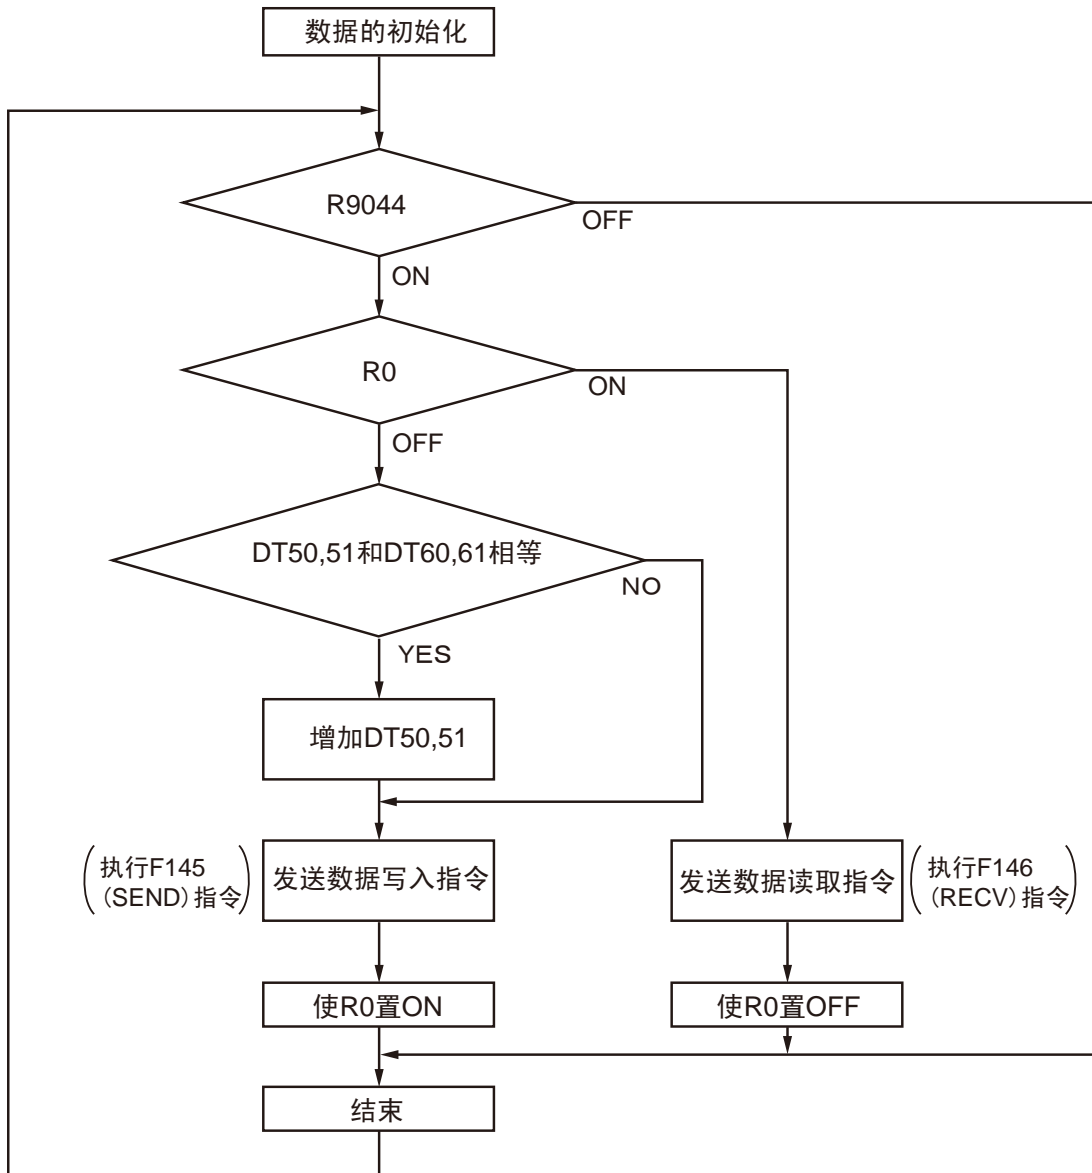 数据的初始化
R9044
OFF
ON
R0
ON
OFF
DT50,51和DT60,61相等
NO
YES
增加DT50,51
执行F145
(SEND)指令
发送数据写入指令
发送数据读取指令
执行F146
(RECV)指令
使R0置ON
使R0置OFF
结束